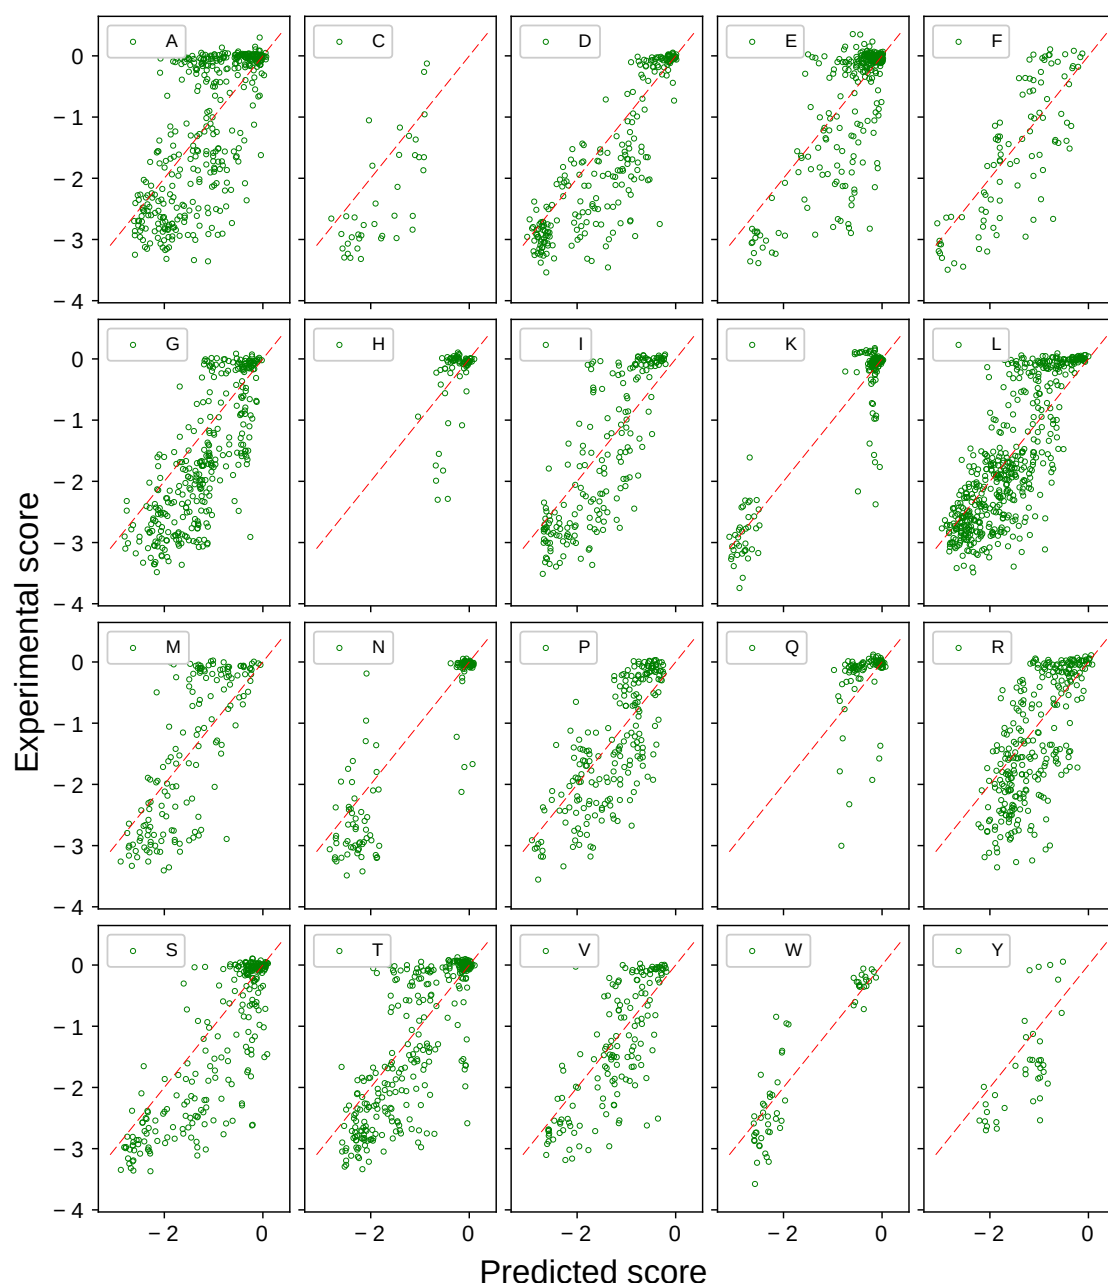 A C D E F
0
− 1
− 2
− 3
− 4
G H I K L
0
− 1
− 2
− 3
− 4
M N P Q R
0
− 1
− 2
− 3
− 4
S T V W Y
0
− 1
− 2
− 3
− 4
− 2 0 − 2 0 − 2 0 − 2 0 − 2 0
Experimental score
Predicted score